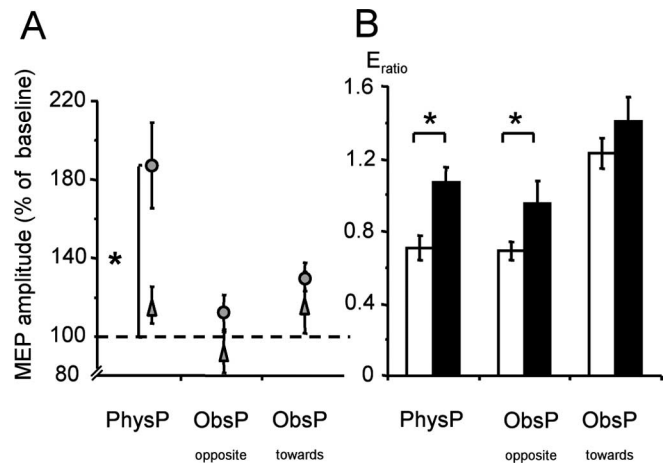 A
MEP amplitude (% of baseline)
220
180
140
100
80
*
PhysP
ObsP
opposite
ObsP
towards
B
E_ratio
1.6
1.2
0.8
0.4
0
*
*
PhysP
ObsP
opposite
ObsP
towards